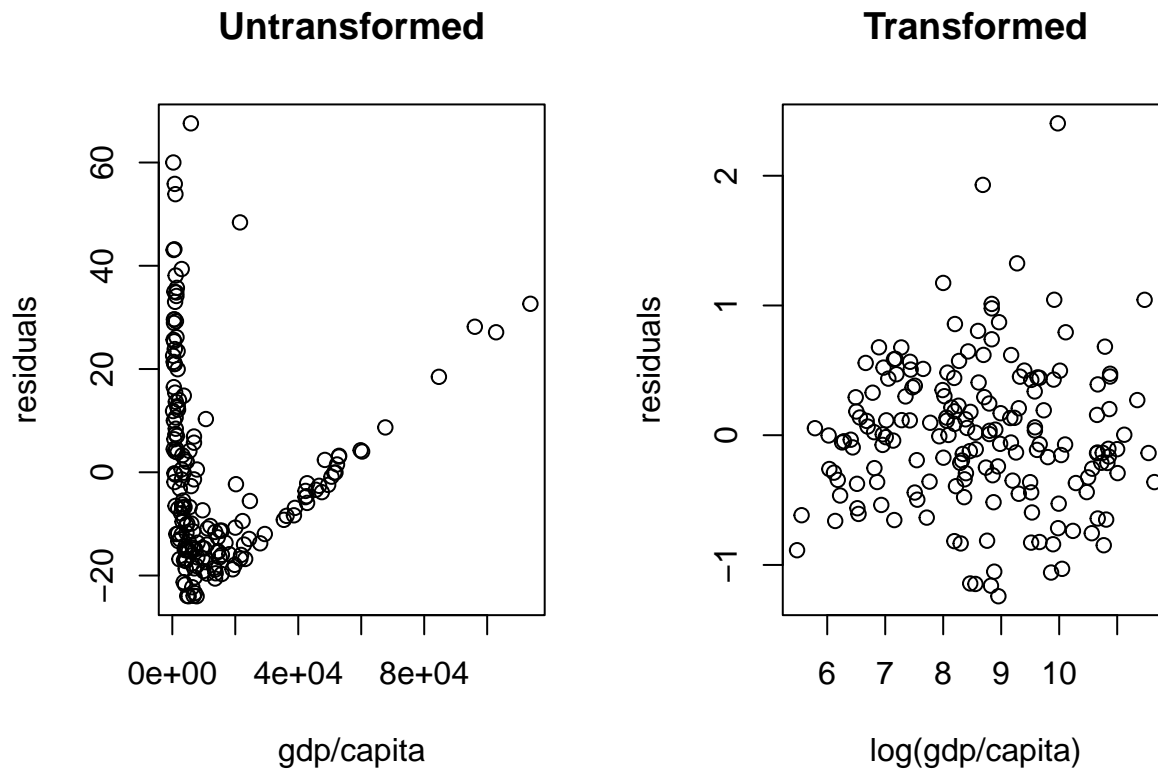 Untransformed
residuals
60
40
20
0
−20
0e+00 4e+04 8e+04
gdp/capita
Transformed
residuals
2
1
0
−1
6 7 8 9 10
log(gdp/capita)